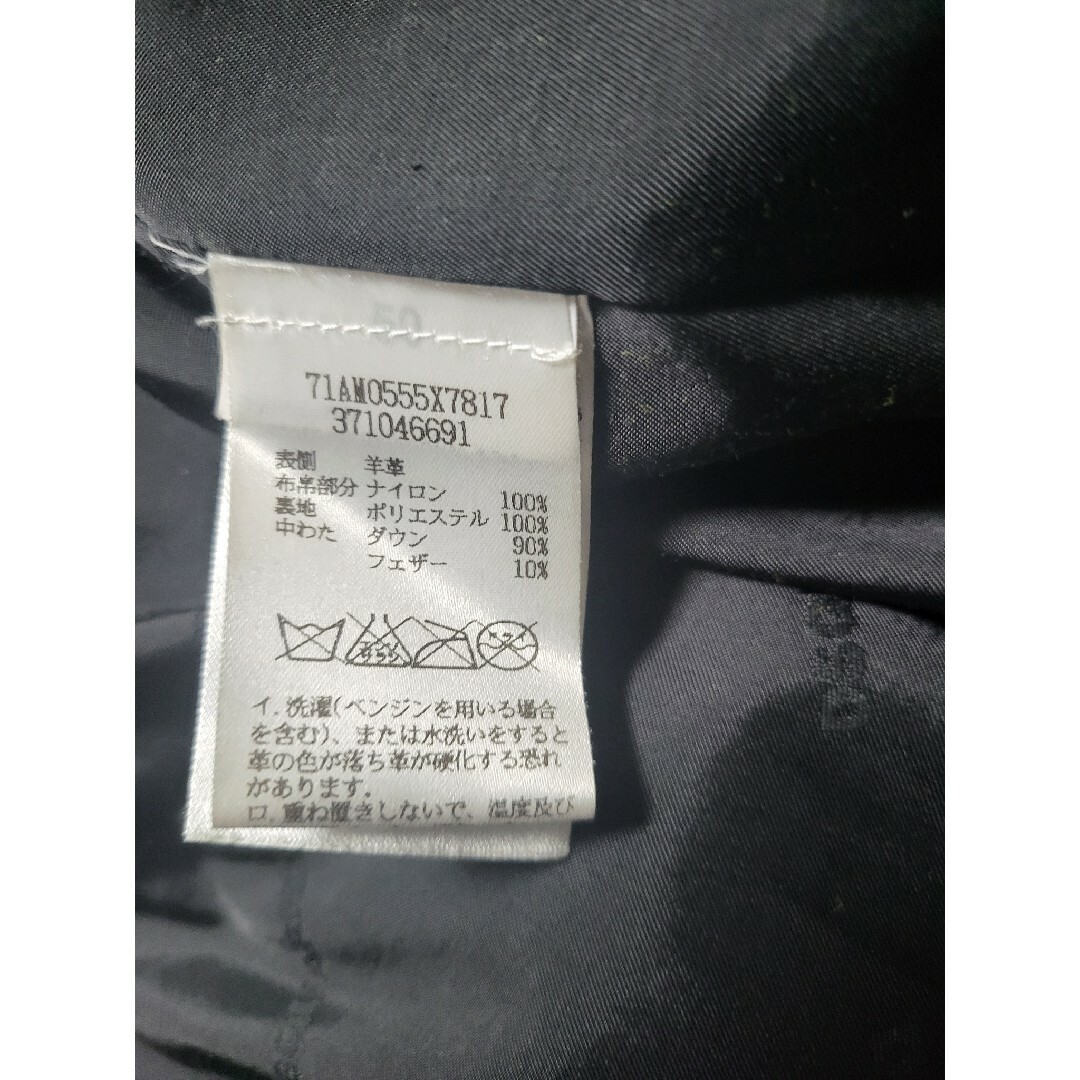 50
71AM0555X7817
371046691
表側 羊革
布帛部分 ナイロン 100%
裏地 ポリエステル 100%
中わた ダウン 90%
フェザー 10%
イ.洗濯(ベンジンを用いる場合
を含む)、または水洗いをすると
革の色が落ち革が硬化する恐れ
があります.
ロ.重ね置きしないで、温度及び